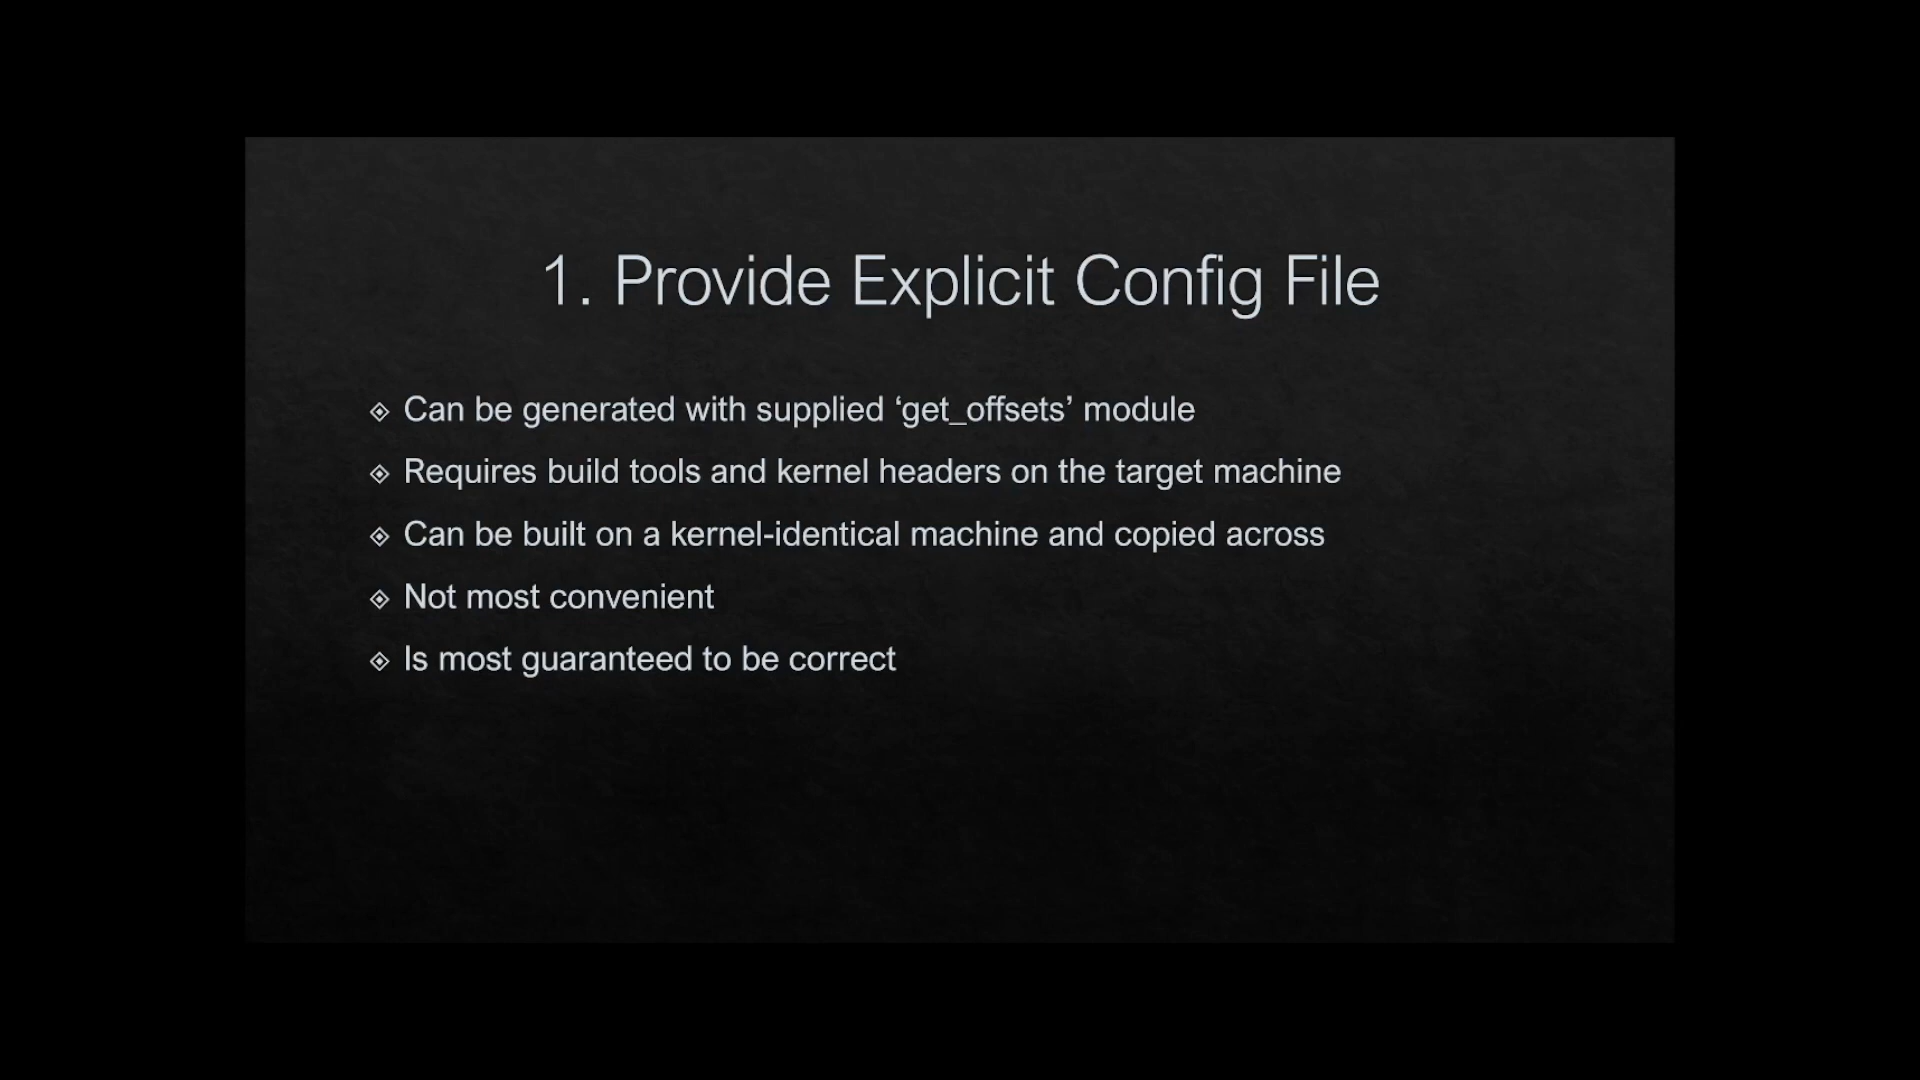 1. Provide Explicit Config File
Can be generated with supplied ‘get_offsets’ module
Requires build tools and kernel headers on the target machine
Can be built on a kernel-identical machine and copied across
Not most convenient
Is most guaranteed to be correct